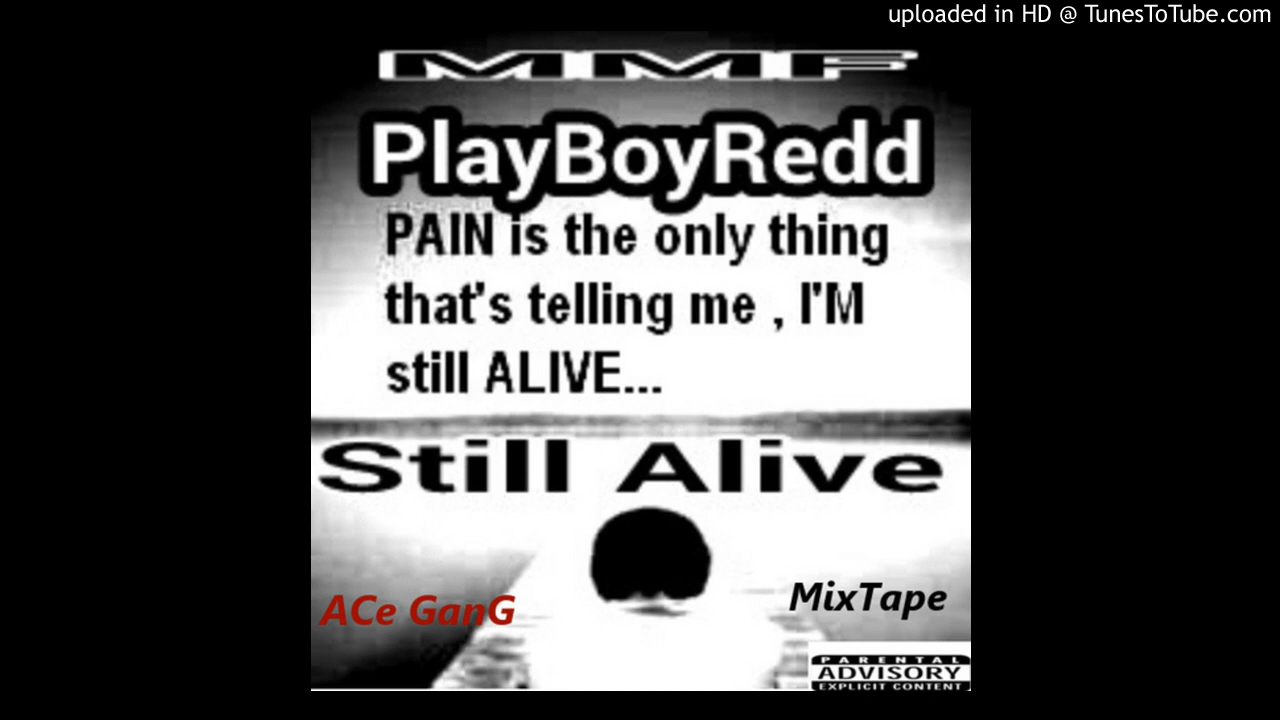 uploaded in HD @ TunesToTube.com
MMF
PlayBoyRedd
PAIN is the only thing
that's telling me , I'M
still ALIVE...
Still Alive
ACe GanG
MixTape
PARENTAL
ADVISORY
EXPLICIT CONTENT